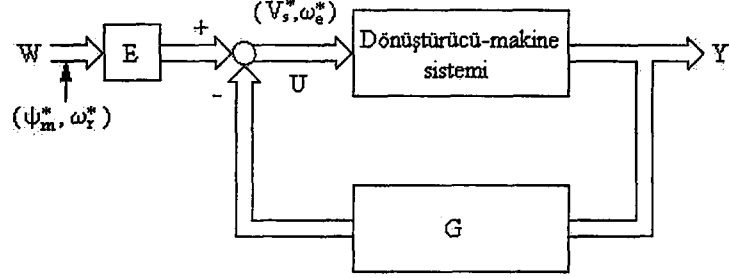 (V*s, ω*e)
W
E
+
Dönüştürücü-makine
sistemi
Y
-
U
(ψ*m, ω*r)
G